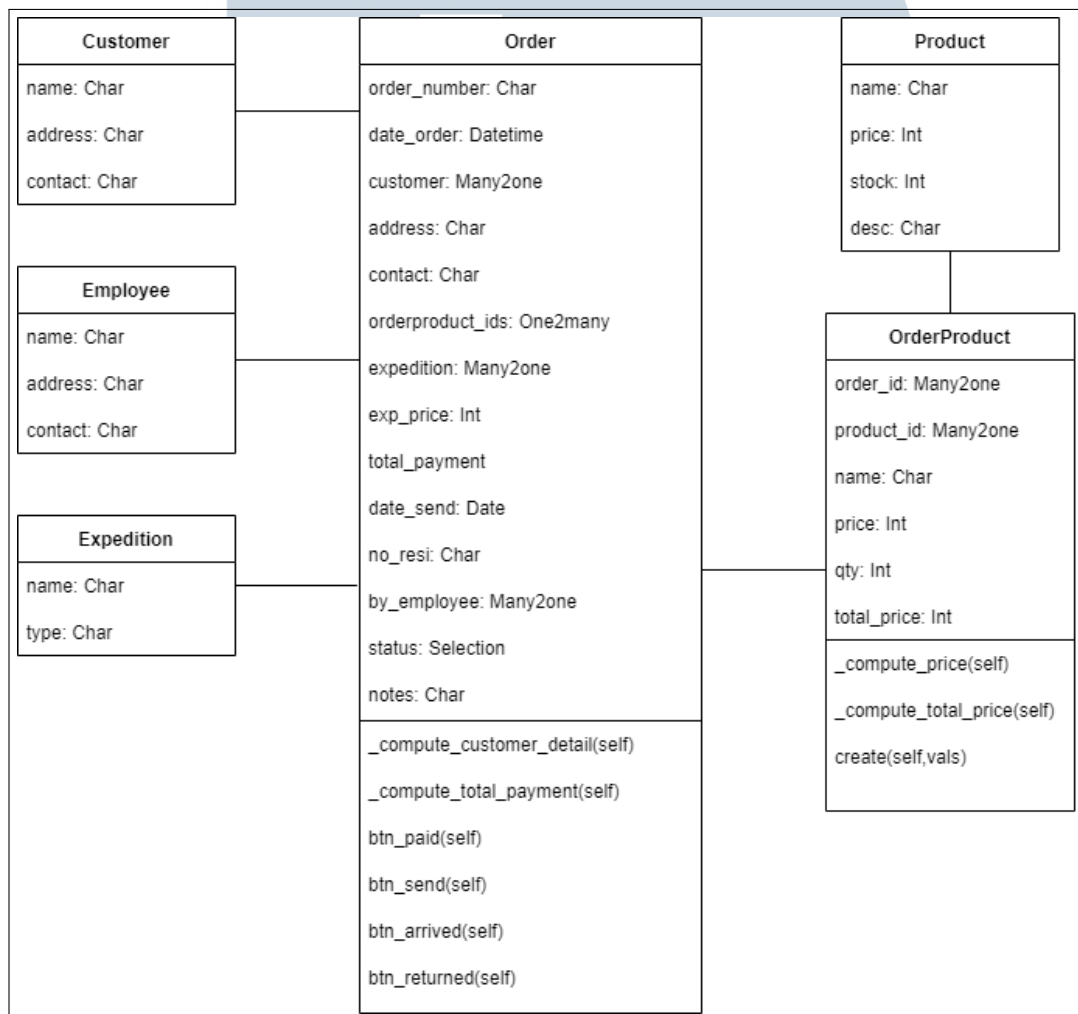 Customer
name: Char
address: Char
contact: Char
Employee
name: Char
address: Char
contact: Char
Expedition
name: Char
type: Char
Order
order_number: Char
date_order: Datetime
customer: Many2one
address: Char
contact: Char
orderproduct_ids: One2many
expedition: Many2one
exp_price: Int
total_payment
date_send: Date
no_resi: Char
by_employee: Many2one
status: Selection
notes: Char
_compute_customer_detail(self)
_compute_total_payment(self)
btn_paid(self)
btn_send(self)
btn_arrived(self)
btn_returned(self)
Product
name: Char
price: Int
stock: Int
desc: Char
OrderProduct
order_id: Many2one
product_id: Many2one
name: Char
price: Int
qty: Int
total_price: Int
_compute_price(self)
_compute_total_price(self)
create(self,vals)